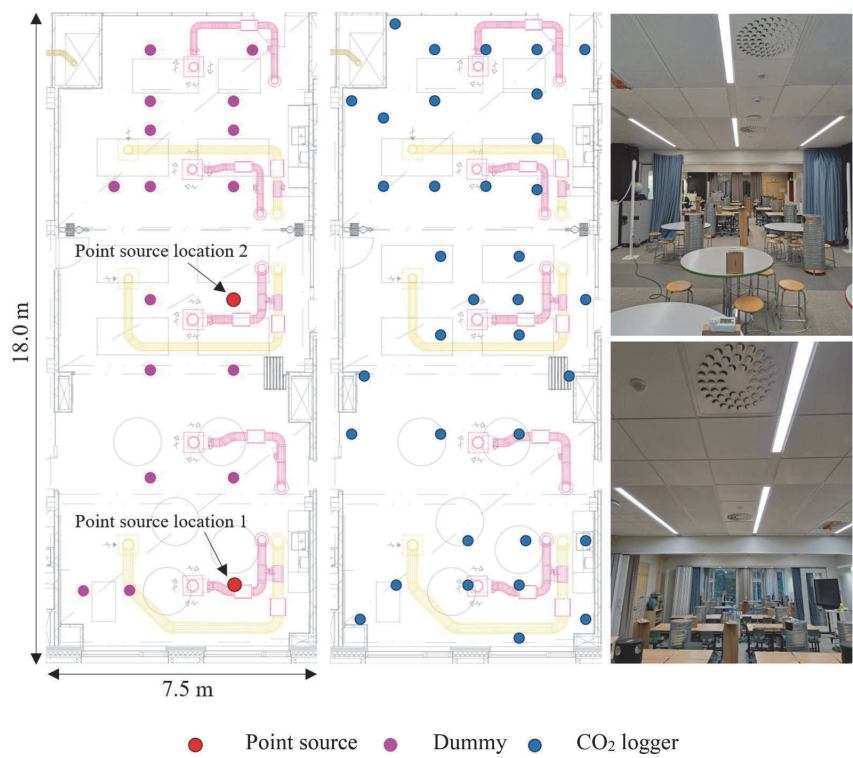 Point source location 2
18.0 m
Point source location 1
7.5 m
Point source Dummy CO₂ logger